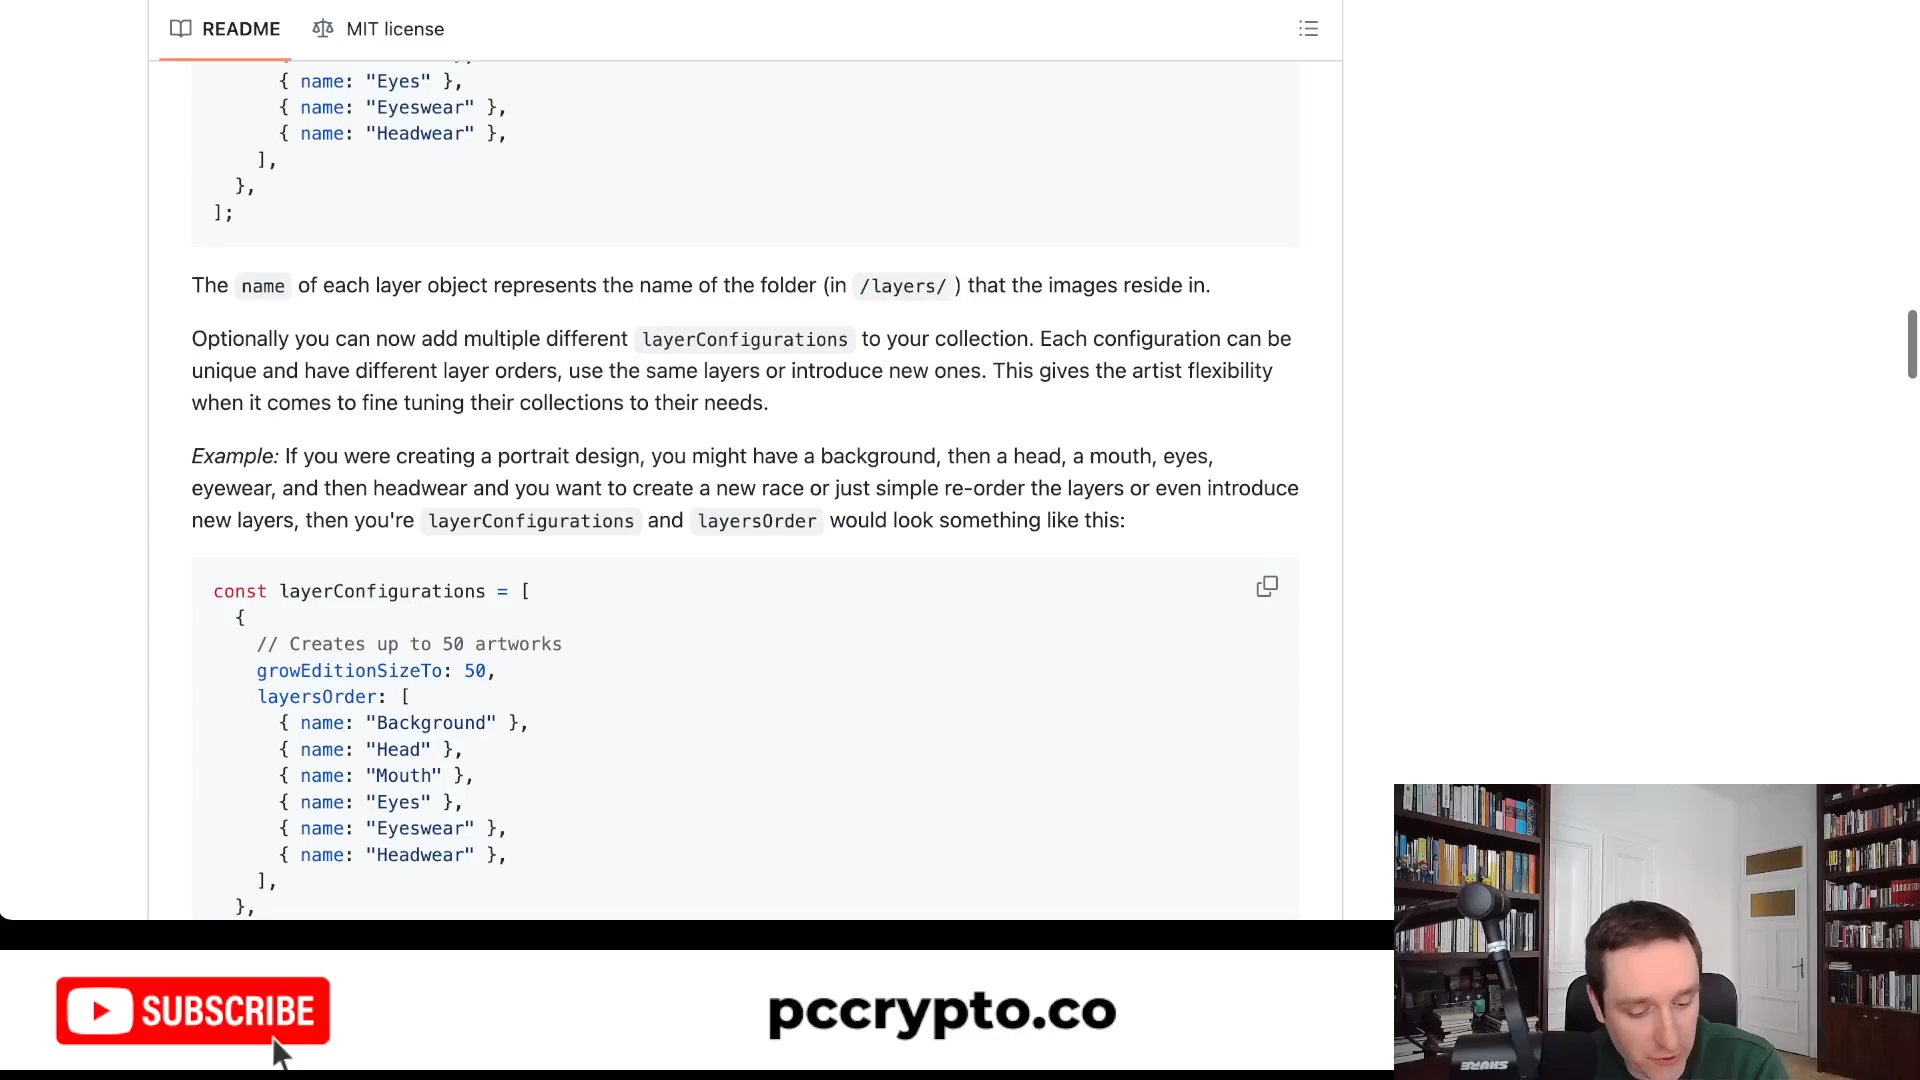 README
MIT license
{ name: "Eyes" },
{ name: "Eyeswear" },
{ name: "Headwear" },
],
},
];
The name of each layer object represents the name of the folder (in /layers/ ) that the images reside in.
Optionally you can now add multiple different layerConfigurations to your collection. Each configuration can be
unique and have different layer orders, use the same layers or introduce new ones. This gives the artist flexibility
when it comes to fine tuning their collections to their needs.
Example: If you were creating a portrait design, you might have a background, then a head, a mouth, eyes,
eyewear, and then headwear and you want to create a new race or just simple re-order the layers or even introduce
new layers, then you're layerConfigurations and layersOrder would look something like this:
const layerConfigurations = [
{
// Creates up to 50 artworks
growEditionSizeTo: 50,
layersOrder: [
{ name: "Background" },
{ name: "Head" },
{ name: "Mouth" },
{ name: "Eyes" },
{ name: "Eyeswear" },
{ name: "Headwear" },
],
},
SUBSCRIBE
pccrypto.co
SHURE